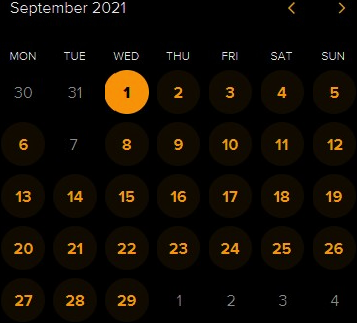 September 2021
MON TUE WED THU FRI SAT SUN
30 31 1 2 3 4 5
6 7 8 9 10 11 12
13 14 15 16 17 18 19
20 21 22 23 24 25 26
27 28 29 1 2 3 4